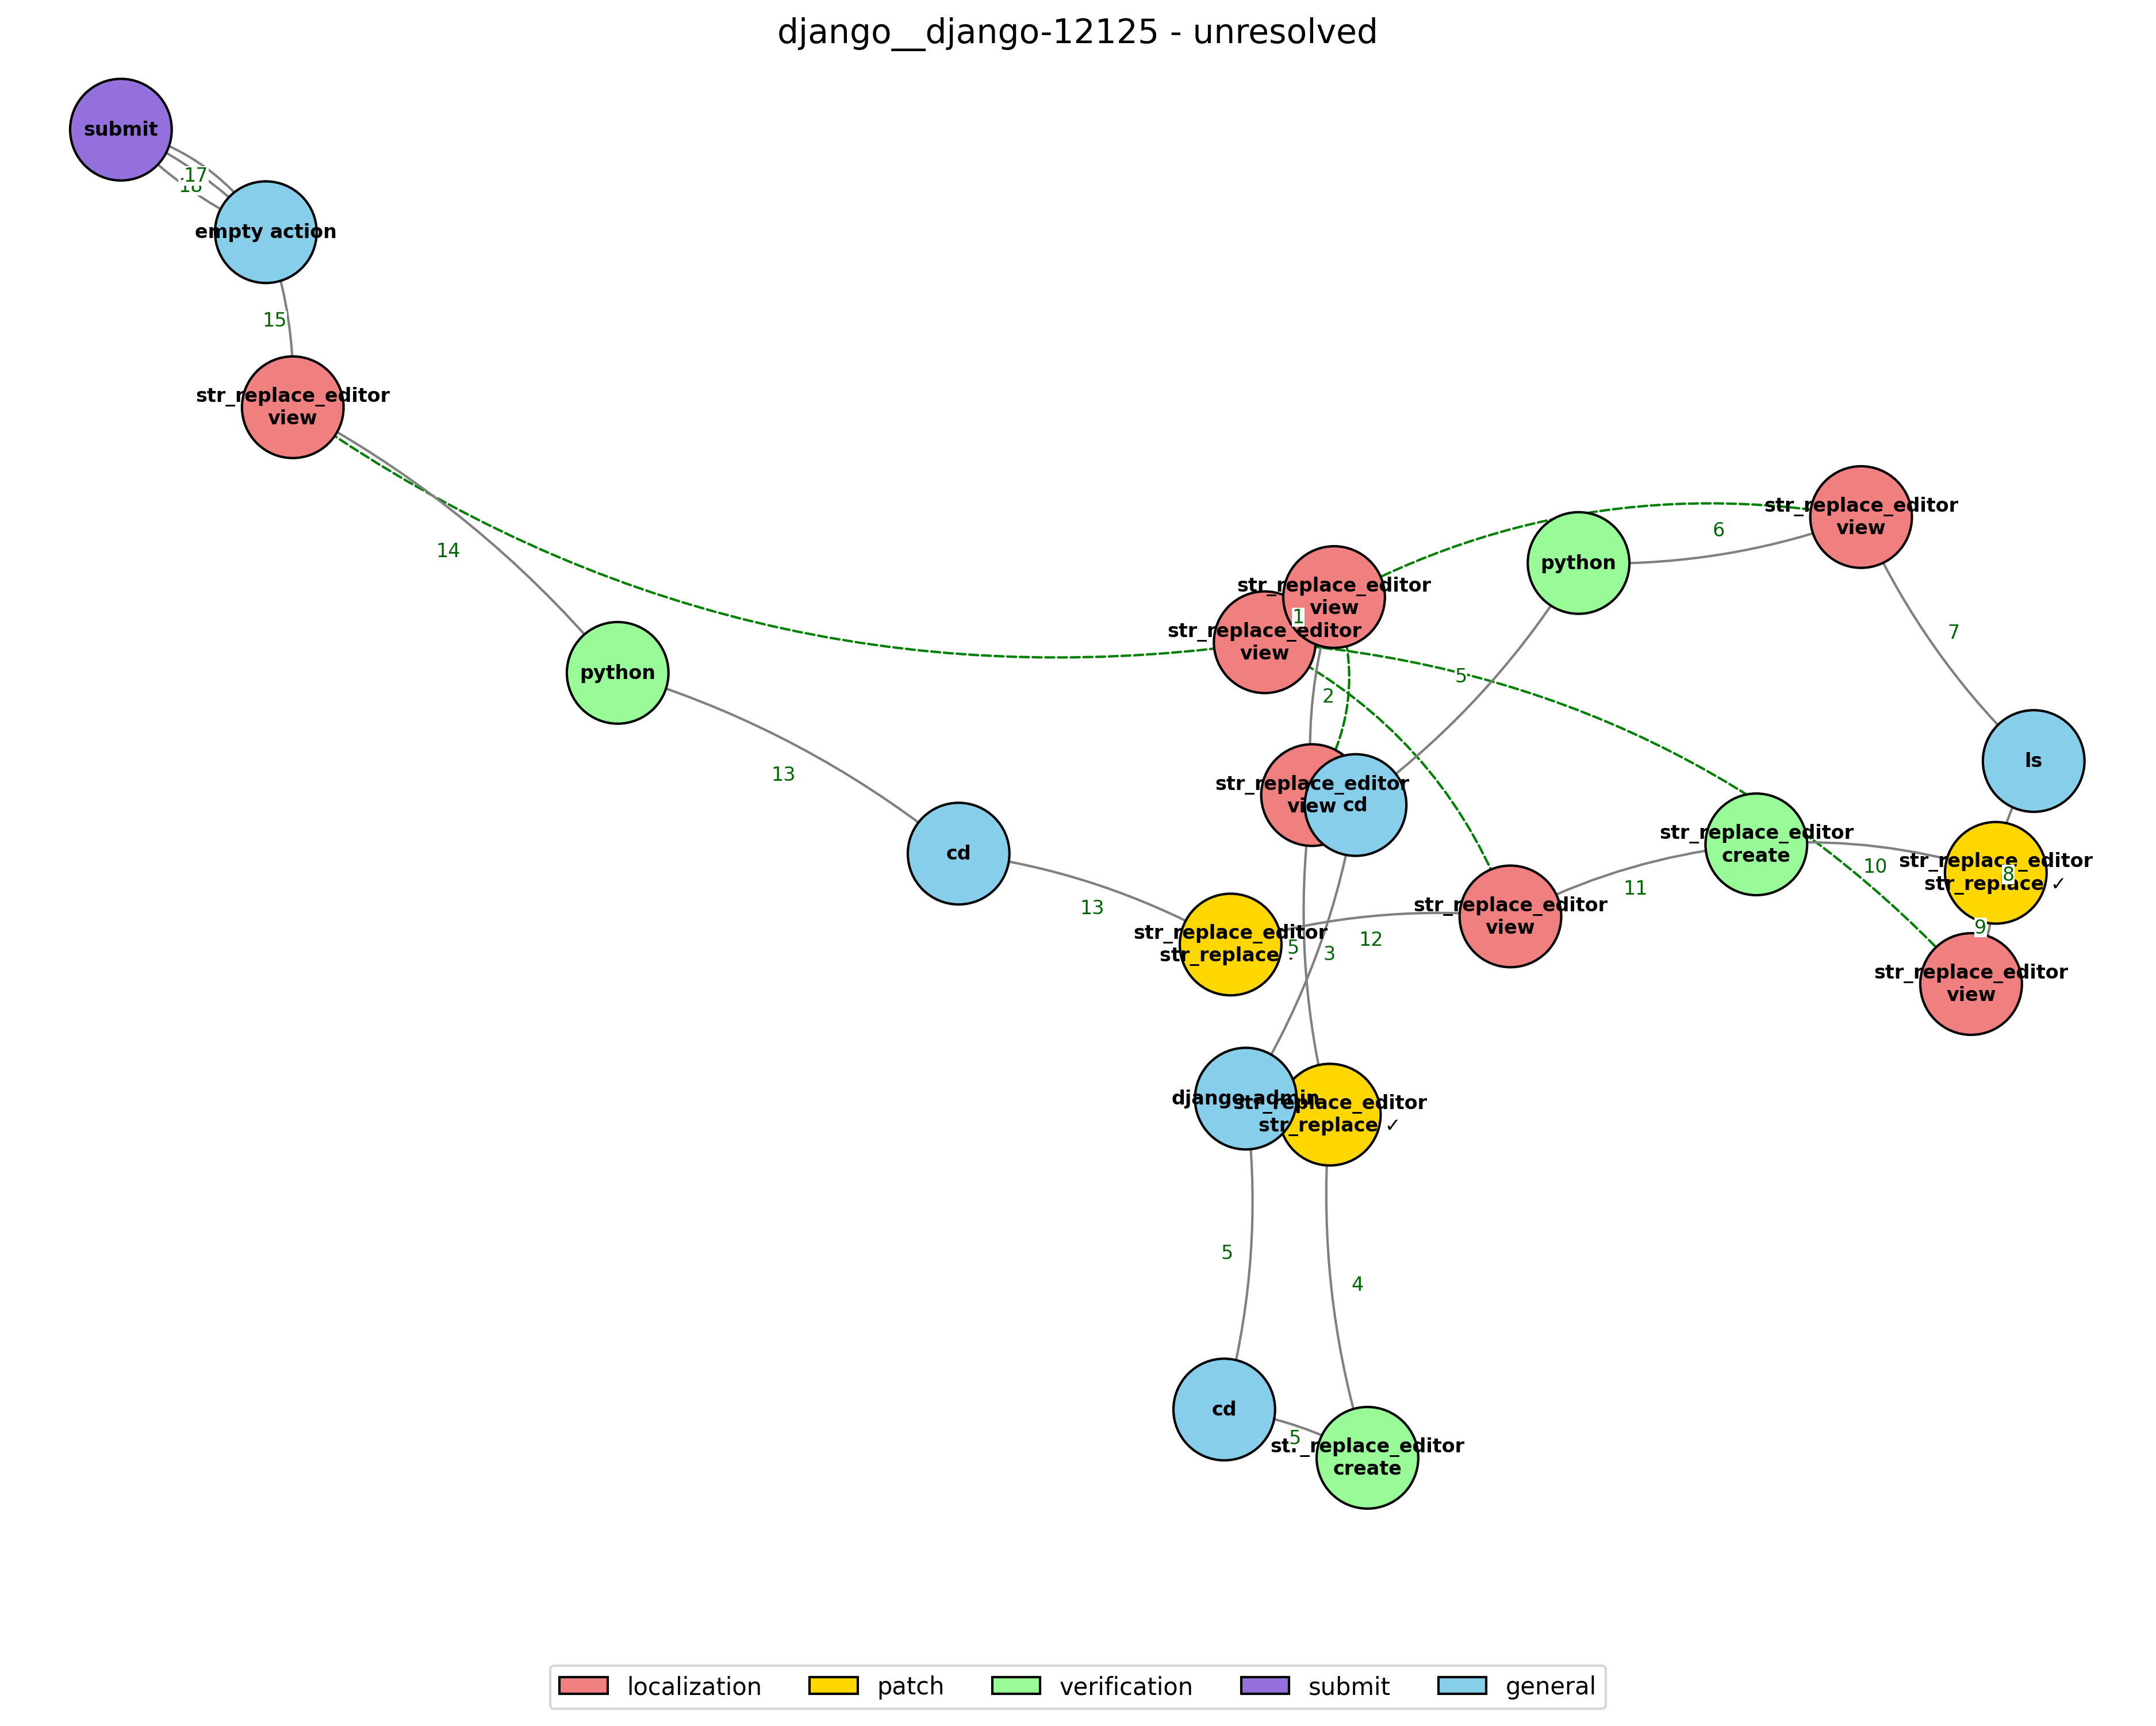 django__django-12125 - unresolved
submit
17
empty action
15
str_replace_editor
view
14
str_replace_editor
view
6
python
str_replace_editor
view
1
str_replace_editor
view
7
python
2
5
13
ls
str_replace_editor
view
cd
cd
str_replace_editor
create
10
str_replace_editor
str_replace ✓
8
11
13
str_replace_editor
view
9
str_replace_editor
str_replace
5
3
12
str_replace_editor
view
django-admin
str_replace_editor
str_replace ✓
5
4
cd
5
str_replace_editor
create
localization
patch
verification
submit
general